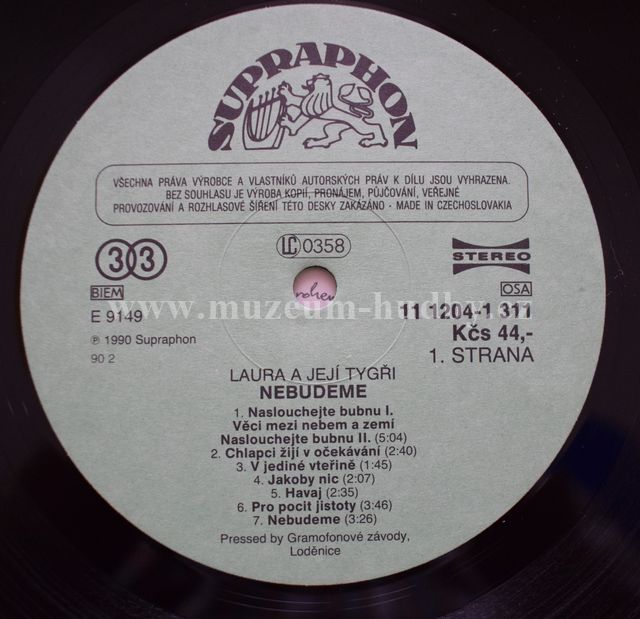 SUPRAPHON
VŠECHNA PRÁVA VÝROBCE A VLASTNÍKŮ AUTORSKÝCH PRÁV K DÍLU JSOU VYHRAZENA.
BEZ SOUHLASU JE VÝROBA KOPIÍ, PRONÁJEM, PŮJČOVÁNÍ, VEŘEJNÉ
PROVOZOVÁNÍ A ROZHLASOVÉ ŠÍŘENÍ TÉTO DESKY ZAKÁZÁNO · MADE IN CZECHOSLOVAKIA
33
LC 0358
STEREO
BIEM
OSA
www.muzeum-hudby.cz
E 9149
11 1204-1 311
Kčs 44,-
℗ 1990 Supraphon
90 2
1. STRANA
LAURA A JEJÍ TYGŘI
NEBUDEME
1. Naslouchejte bubnu I.
Věci mezi nebem a zemí
Naslouchejte bubnu II. (5:04)
2. Chlapci žijí v očekávání (2:40)
3. V jediné vteřině (1:45)
4. Jakoby nic (2:07)
5. Havaj (2:35)
6. Pro pocit jistoty (3:46)
7. Nebudeme (3:26)
Pressed by Gramofonové závody,
Loděnice